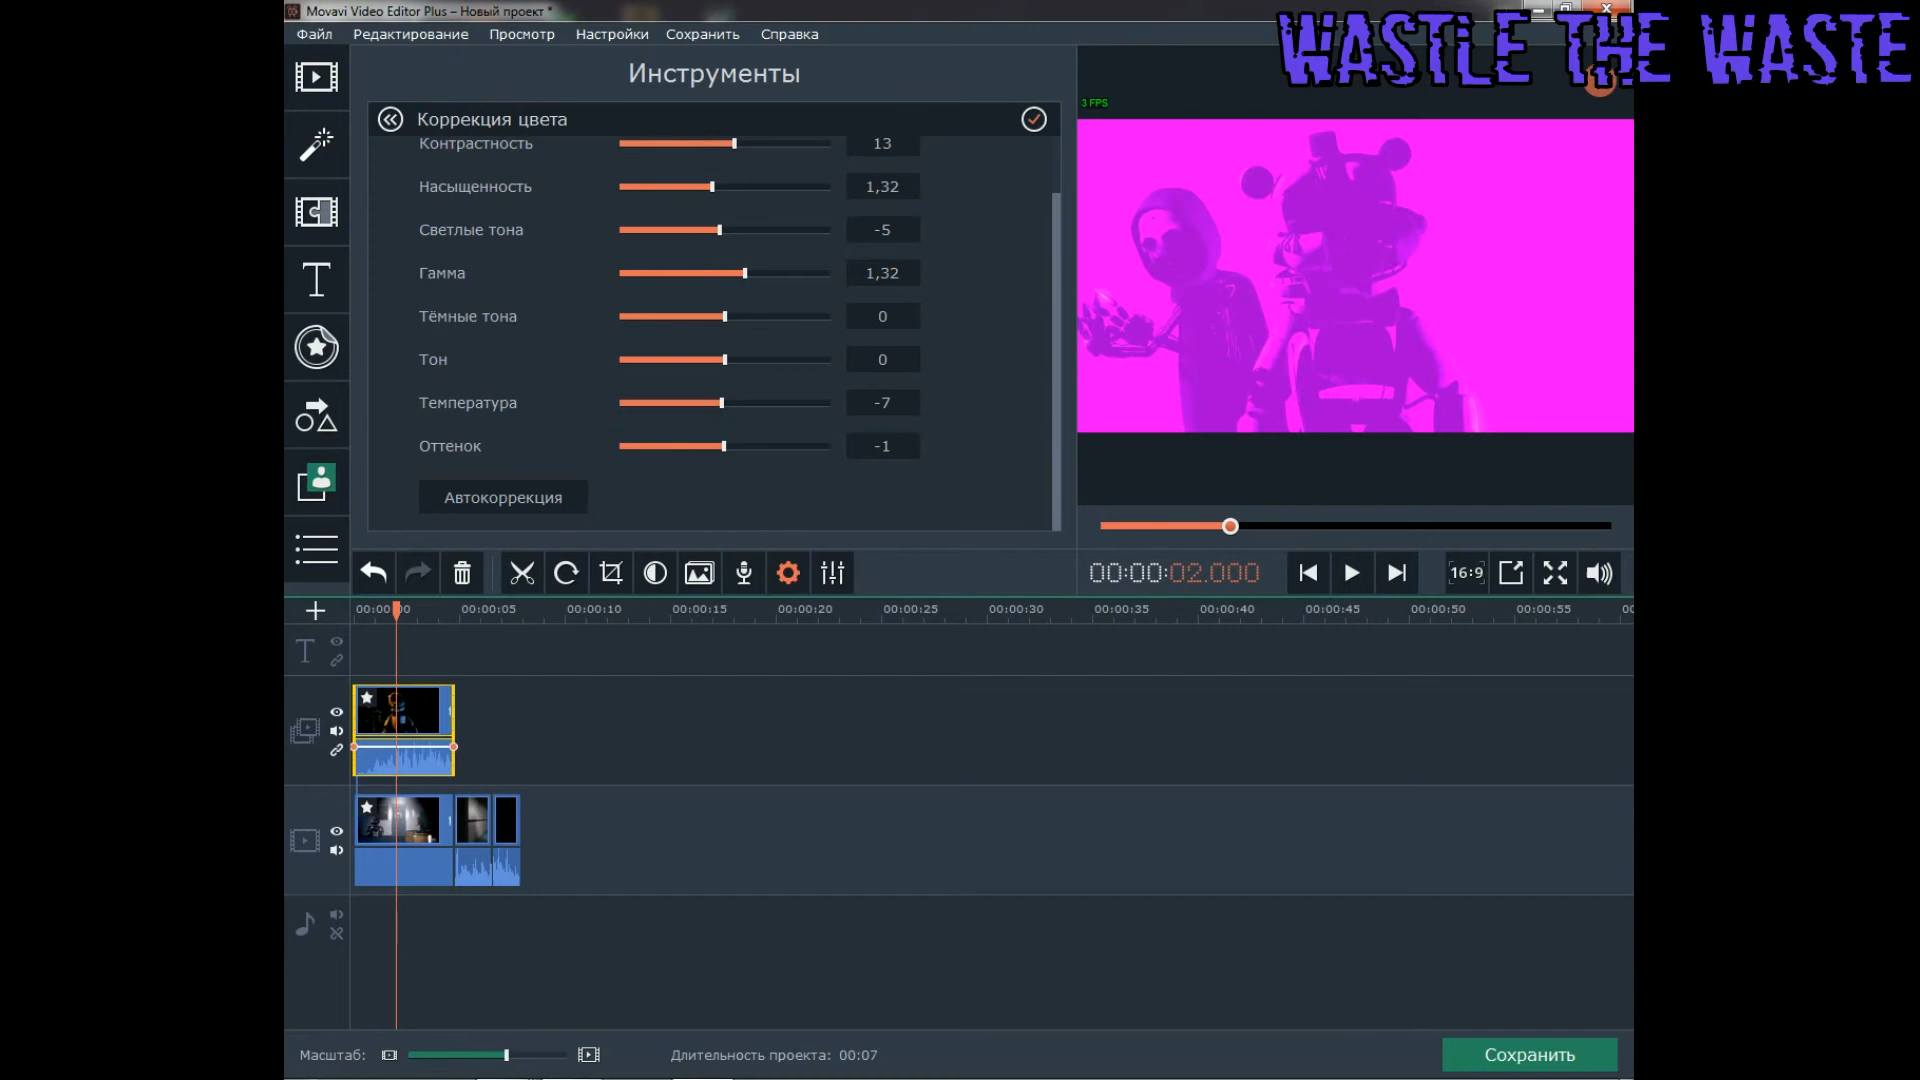 Movavi Video Editor Plus – Новый проект *
WASTLE THE WASTE
Файл Редактирование Просмотр Настройки Сохранить Справка
Инструменты
3 FPS
Коррекция цвета
Контрастность 13
Насыщенность 1,32
Светлые тона -5
Гамма 1,32
Тёмные тона 0
Тон 0
Температура -7
Оттенок -1
Автокоррекция
00:00:02.000
16:9
00:00:05 00:00:10 00:00:15 00:00:20 00:00:25 00:00:30 00:00:35 00:00:40 00:00:45 00:00:50 00:00:55
Масштаб: Длительность проекта: 00:07
Сохранить